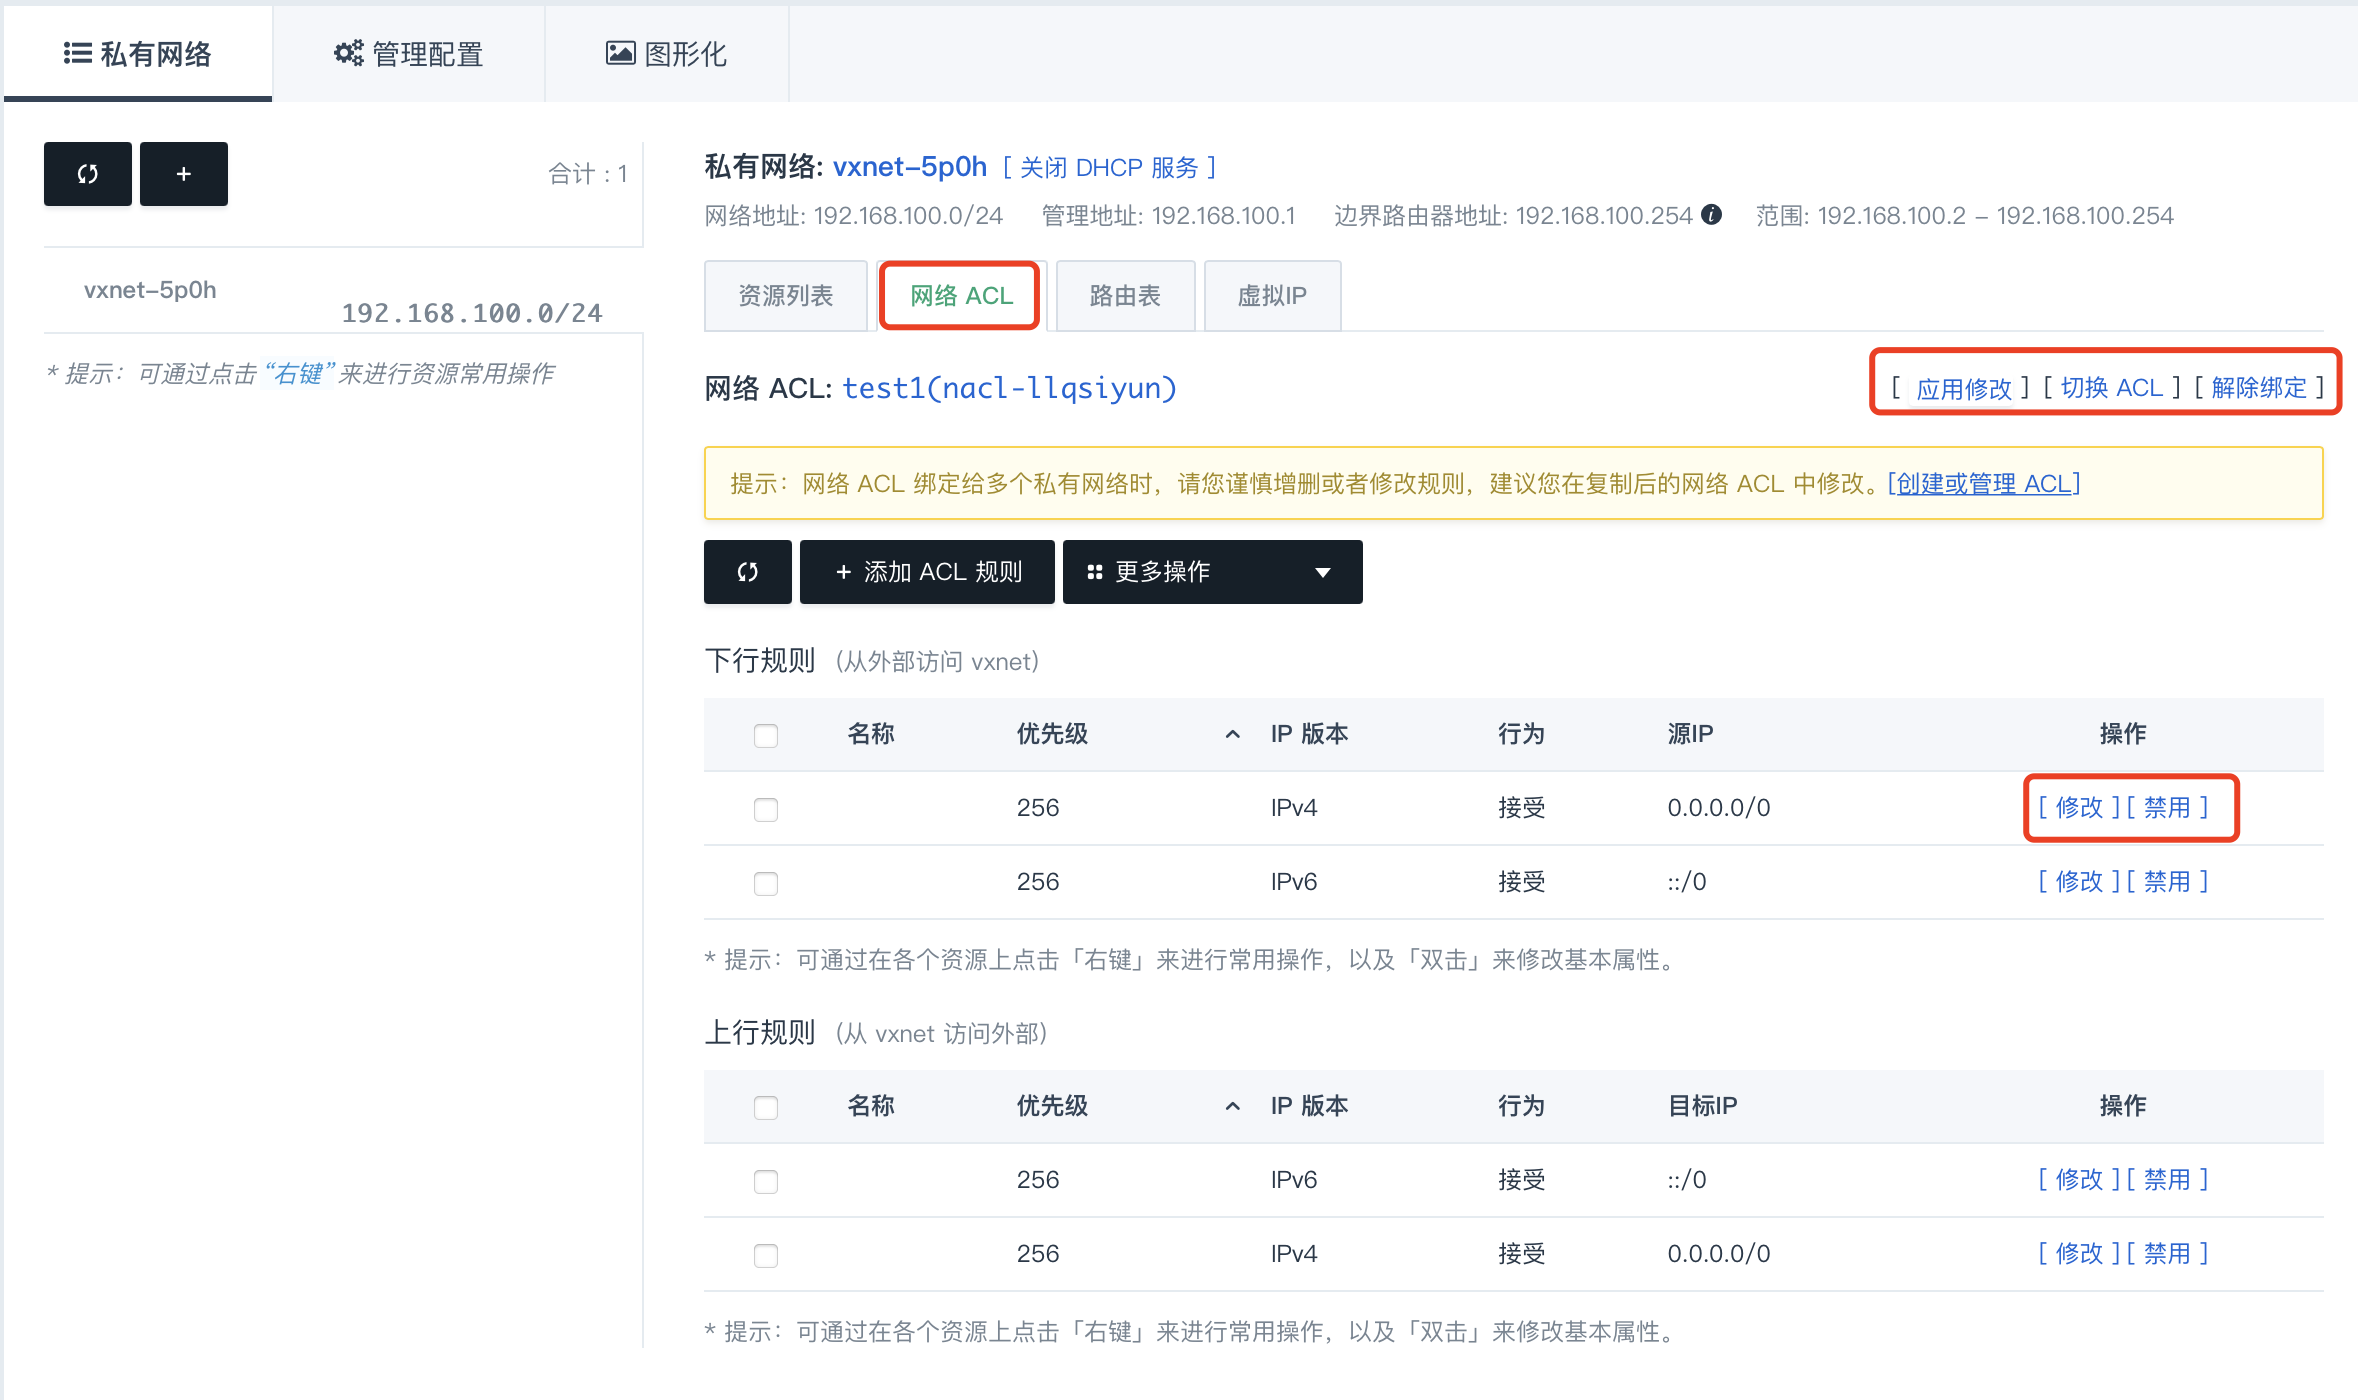 私有网络 管理配置 图形化
+ 合计 : 1
vxnet-5p0h
192.168.100.0/24
* 提示：可通过点击“右键”来进行资源常用操作
私有网络: vxnet-5p0h [ 关闭 DHCP 服务 ]
网络地址: 192.168.100.0/24 管理地址: 192.168.100.1 边界路由器地址: 192.168.100.254 i 范围: 192.168.100.2 – 192.168.100.254
资源列表 网络 ACL 路由表 虚拟IP
网络 ACL: test1(nacl-llqsiyun) [ 应用修改 ] [ 切换 ACL ] [ 解除绑定 ]
提示：网络 ACL 绑定给多个私有网络时，请您谨慎增删或者修改规则，建议您在复制后的网络 ACL 中修改。[创建或管理 ACL]
+ 添加 ACL 规则 更多操作
下行规则 (从外部访问 vxnet)
名称 优先级 IP 版本 行为 源IP 操作
256 IPv4 接受 0.0.0.0/0 [ 修改 ] [ 禁用 ]
256 IPv6 接受 ::/0 [ 修改 ] [ 禁用 ]
* 提示：可通过在各个资源上点击「右键」来进行常用操作，以及「双击」来修改基本属性。
上行规则 (从 vxnet 访问外部)
名称 优先级 IP 版本 行为 目标IP 操作
256 IPv6 接受 ::/0 [ 修改 ] [ 禁用 ]
256 IPv4 接受 0.0.0.0/0 [ 修改 ] [ 禁用 ]
* 提示：可通过在各个资源上点击「右键」来进行常用操作，以及「双击」来修改基本属性。